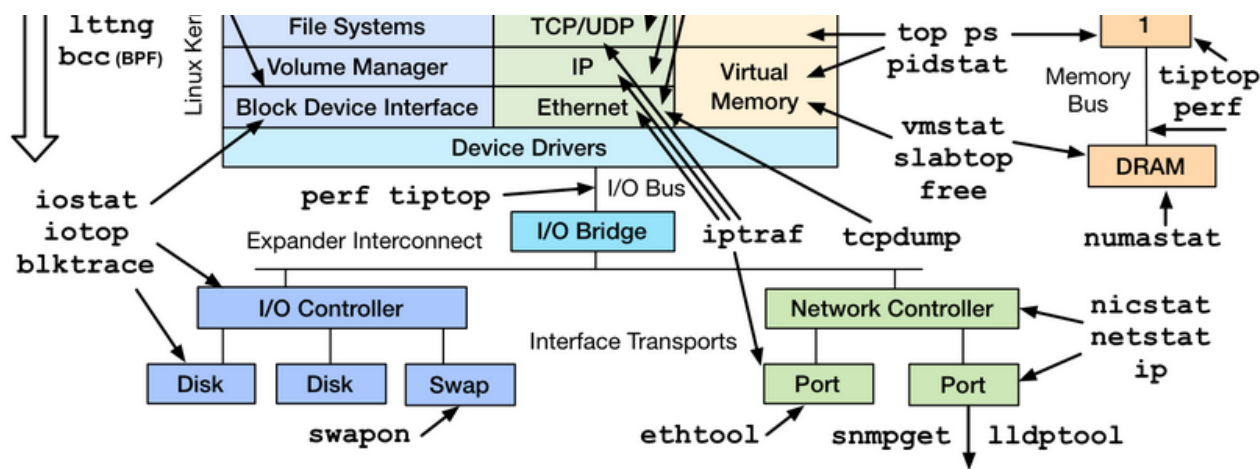 lttng
bcc (BPF)
Linux Kern
File Systems
TCP/UDP
Volume Manager
IP
Virtual
Memory
Block Device Interface
Ethernet
Device Drivers
top ps
pidstat
1
Memory
Bus
tiptop
perf
vmstat
slabtop
free
DRAM
numastat
iostat
iotop
blktrace
perf tiptop
I/O Bus
I/O Bridge
Expander Interconnect
iptraf
tcpdump
I/O Controller
Network Controller
nicstat
netstat
ip
Interface Transports
Disk
Disk
Swap
Port
Port
swapon
ethtool
snmpget
lldptool